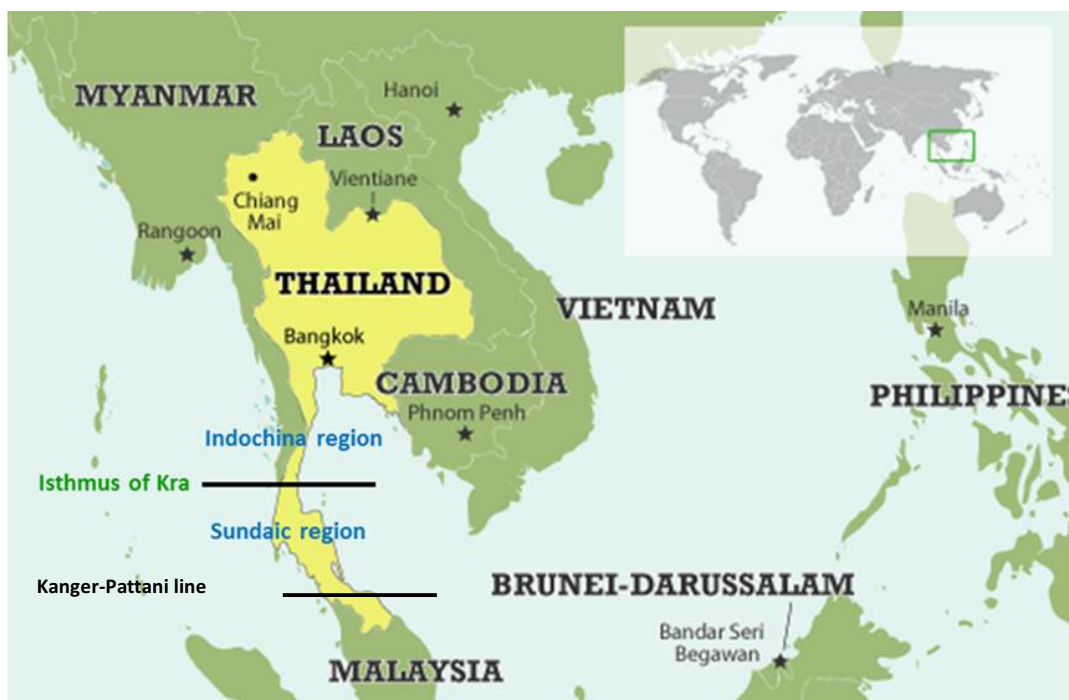 MYANMAR
Hanoi
LAOS
Vientiane
Chiang
Mai
Rangoon
THAILAND
VIETNAM
Bangkok
Manila
CAMBODIA
PHILIPPINES
Phnom Penh
Indochina region
Isthmus of Kra
Sundaic region
Kanger-Pattani line
BRUNEI-DARUSSALAM
Bandar Seri
Begawan
MALAYSIA